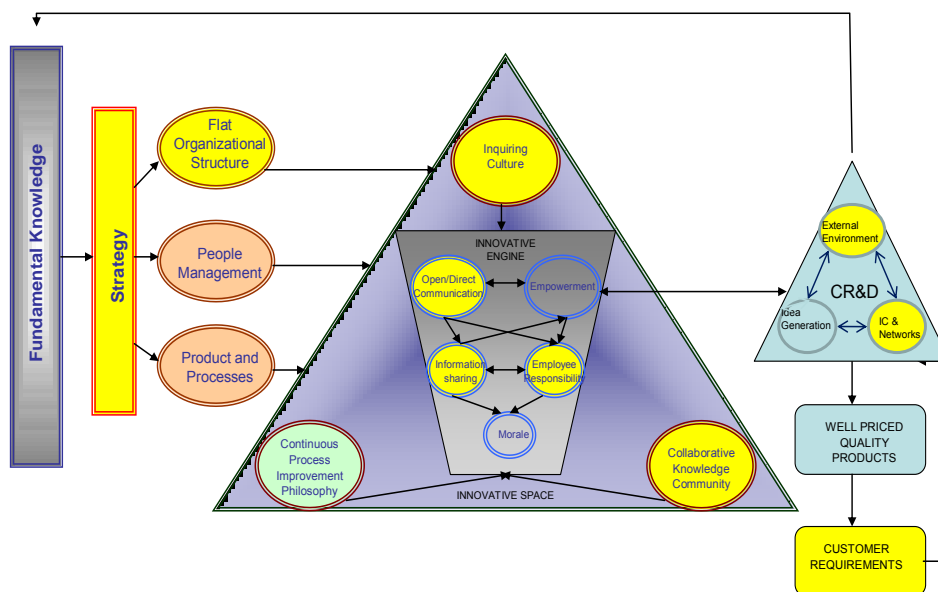 Fundamental Knowledge
Strategy
Flat
Organizational
Structure
People
Management
Product and
Processes
Inquiring
Culture
INNOVATIVE
ENGINE
Open/Direct
Communication
Empowerment
Information
sharing
Employee
Responsibility
Morale
Continuous
Process
Improvement
Philosophy
INNOVATIVE SPACE
Collaborative
Knowledge
Community
External
Environment
CR&D
Idea
Generation
IC &
Networks
WELL PRICED
QUALITY
PRODUCTS
CUSTOMER
REQUIREMENTS